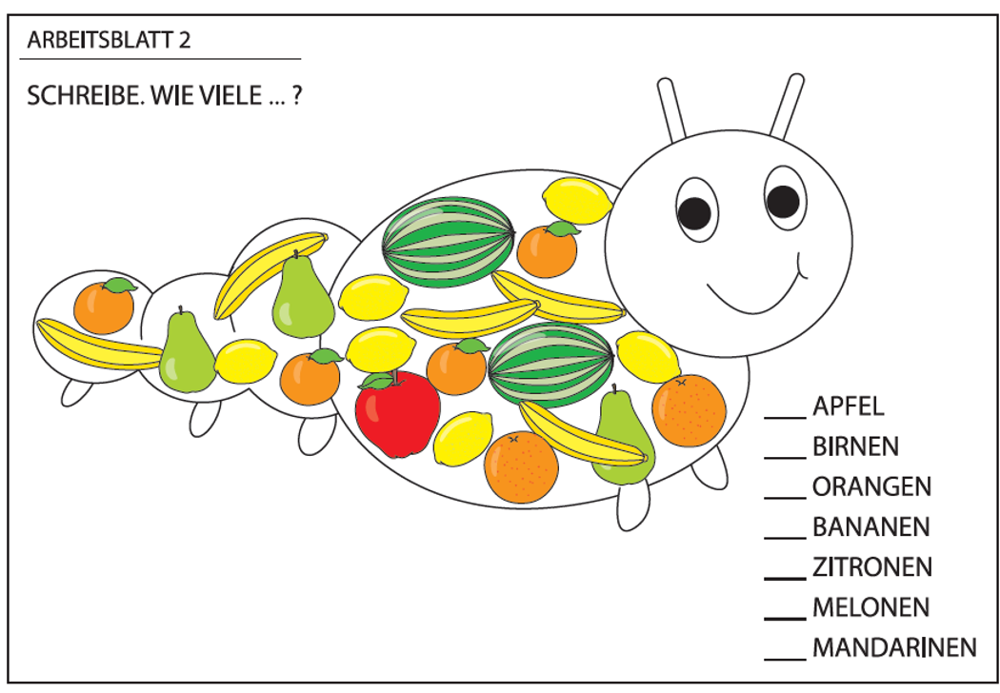 ARBEITSBLATT 2
SCHREIBE. WIE VIELE ... ?
___ APFEL
___ BIRNEN
___ ORANGEN
___ BANANEN
___ ZITRONEN
___ MELONEN
___ MANDARINEN